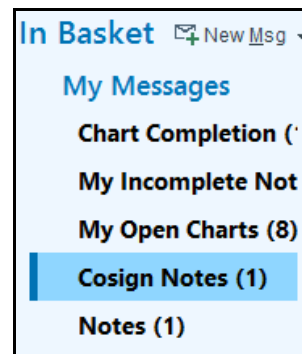 In Basket New Msg
My Messages
Chart Completion (
My Incomplete Not
My Open Charts (8)
Cosign Notes (1)
Notes (1)